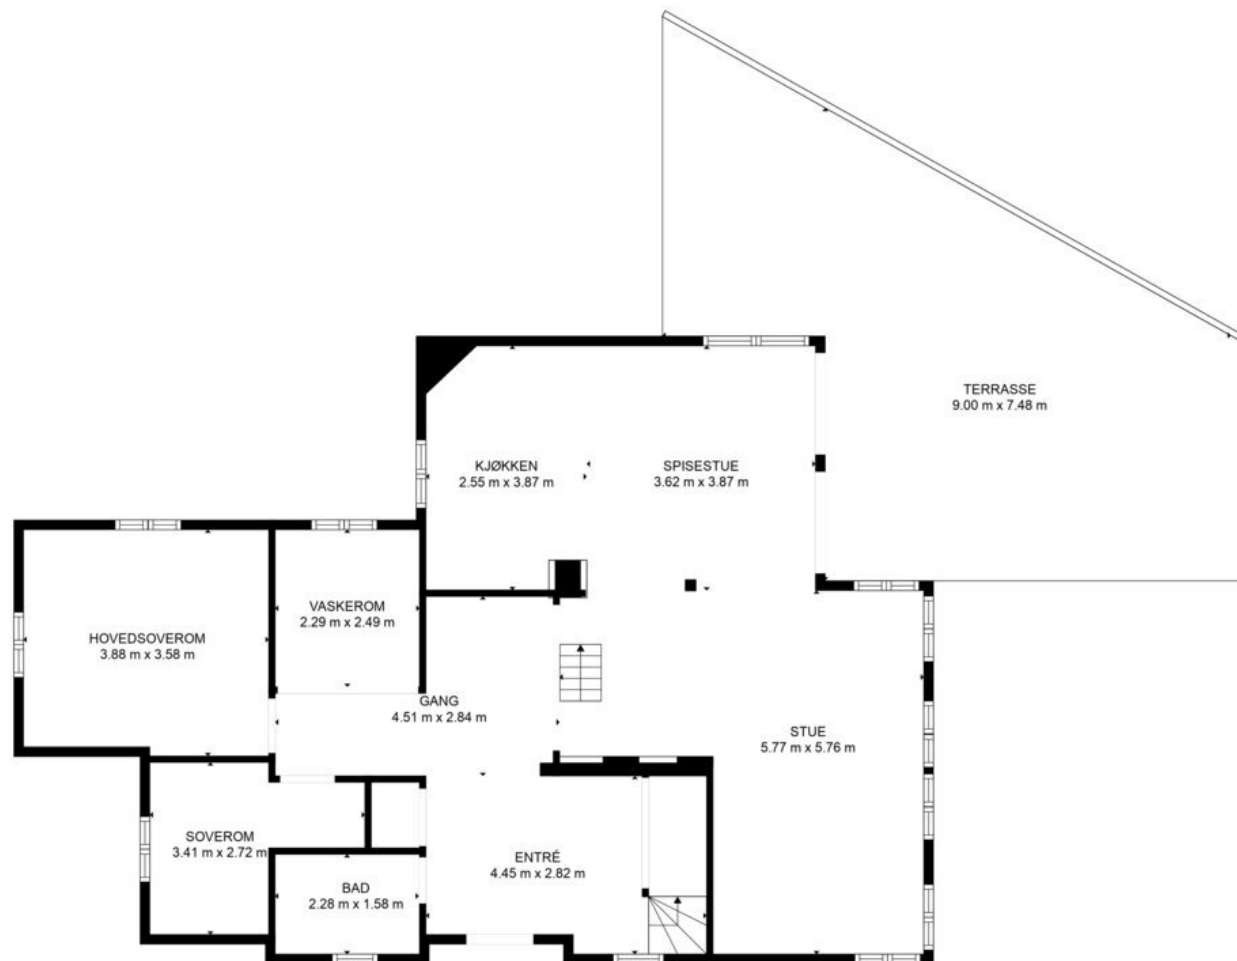 TERRASSE
9.00 m x 7.48 m
KJØKKEN
2.55 m x 3.87 m
SPISESTUE
3.62 m x 3.87 m
VASKEROM
2.29 m x 2.49 m
HOVEDSOVEROM
3.88 m x 3.58 m
GANG
4.51 m x 2.84 m
STUE
5.77 m x 5.76 m
SOVEROM
3.41 m x 2.72 m
ENTRÉ
4.45 m x 2.82 m
BAD
2.28 m x 1.58 m